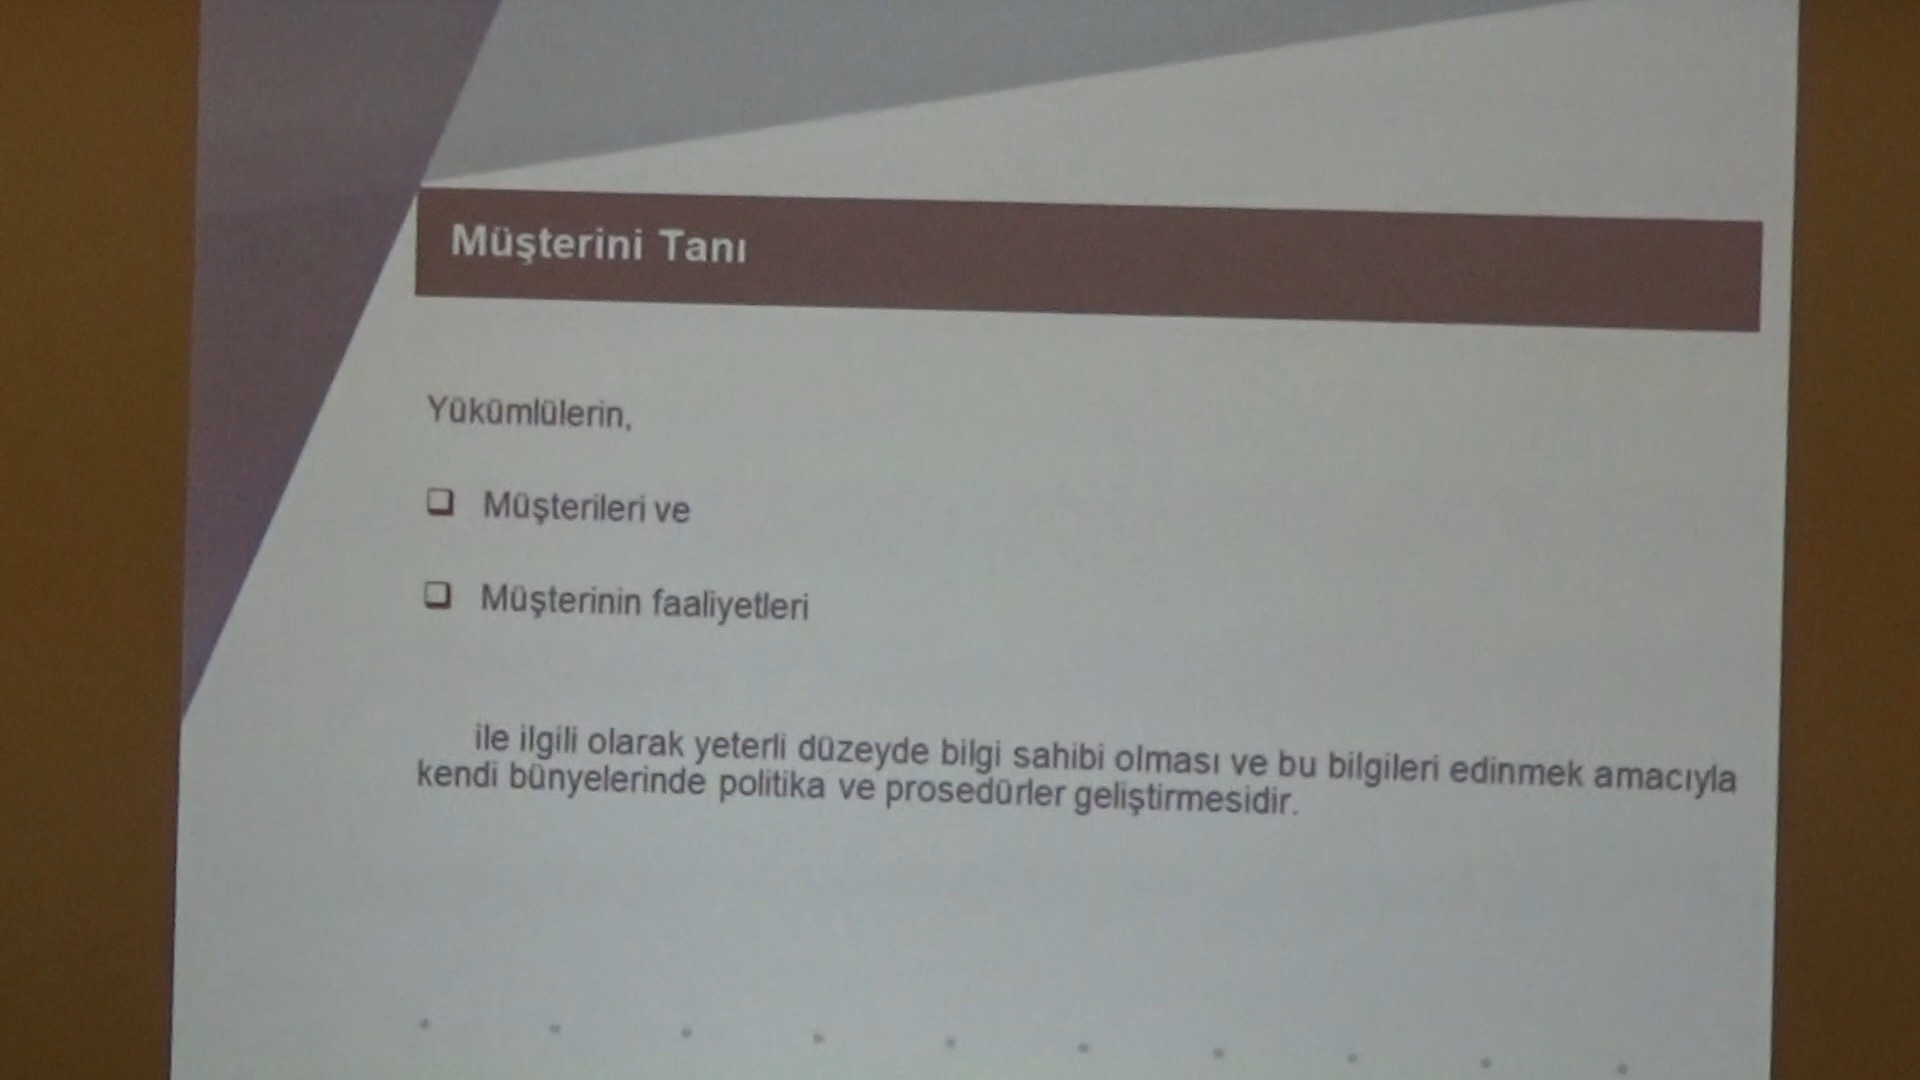 Müşterini Tanı
Yükümlülerin,
Müşterileri ve
Müşterinin faaliyetleri
ile ilgili olarak yeterli düzeyde bilgi sahibi olması ve bu bilgileri edinmek amacıyla
kendi bünyelerinde politika ve prosedürler geliştirmesidir.